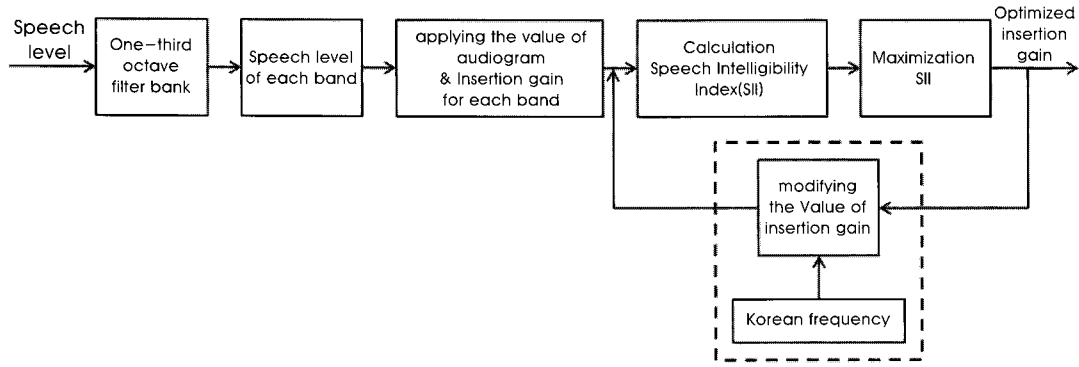 Speech
level
One-third
octave
filter bank
Speech level
of each band
applying the value of
audiogram
& Insertion gain
for each band
Calculation
Speech Intelligibility
Index(SII)
Maximization
SII
Optimized
insertion
gain
modifying
the Value of
insertion gain
Korean frequency